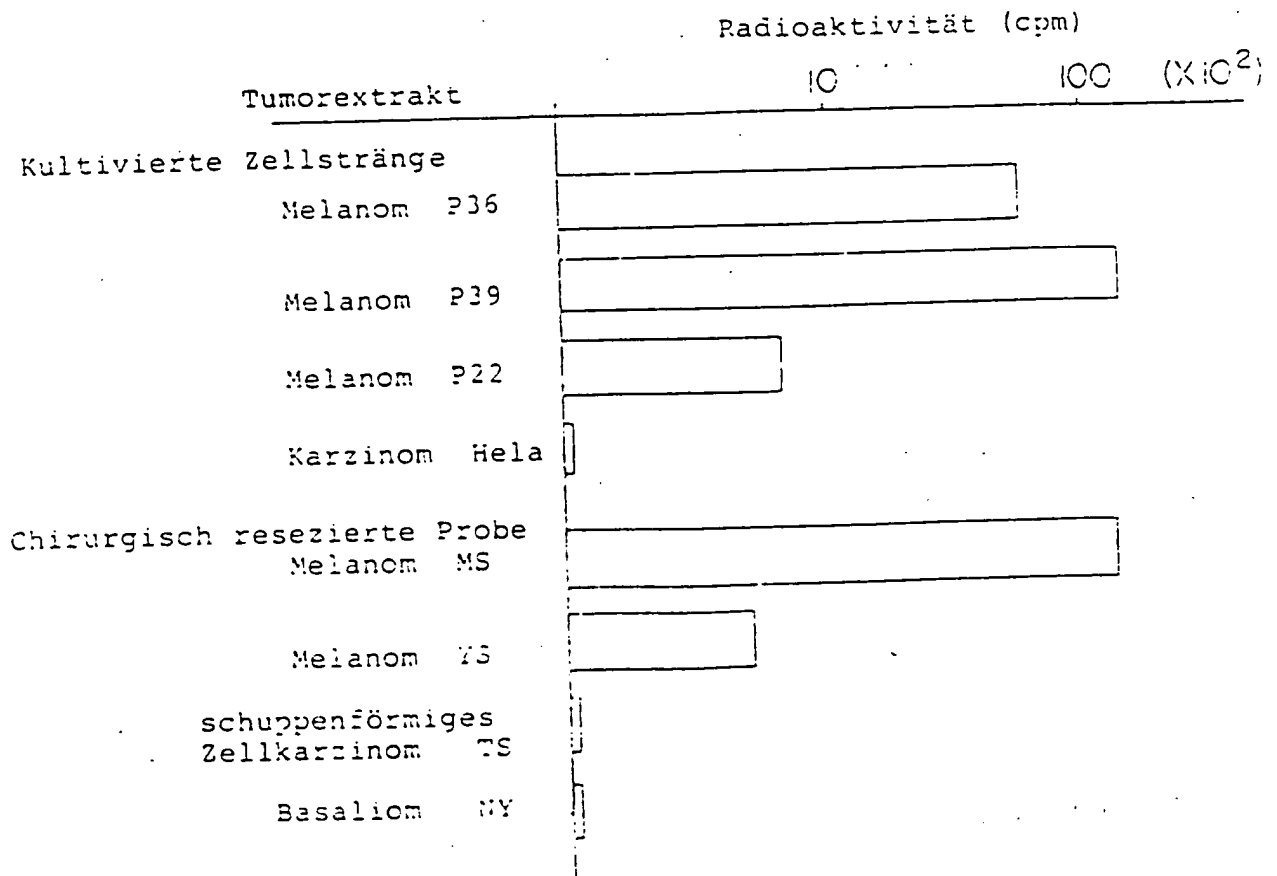 Radioaktivität (cpm)
Tumorextrakt 10 100 (X10²)
Kultivierte Zellstränge
Melanom P36
Melanom P39
Melanom P22
Karzinom Hela
Chirurgisch resezierte Probe
Melanom MS
Melanom
schuppenförmiges
Zellkarzinom TS
Basaliom NY